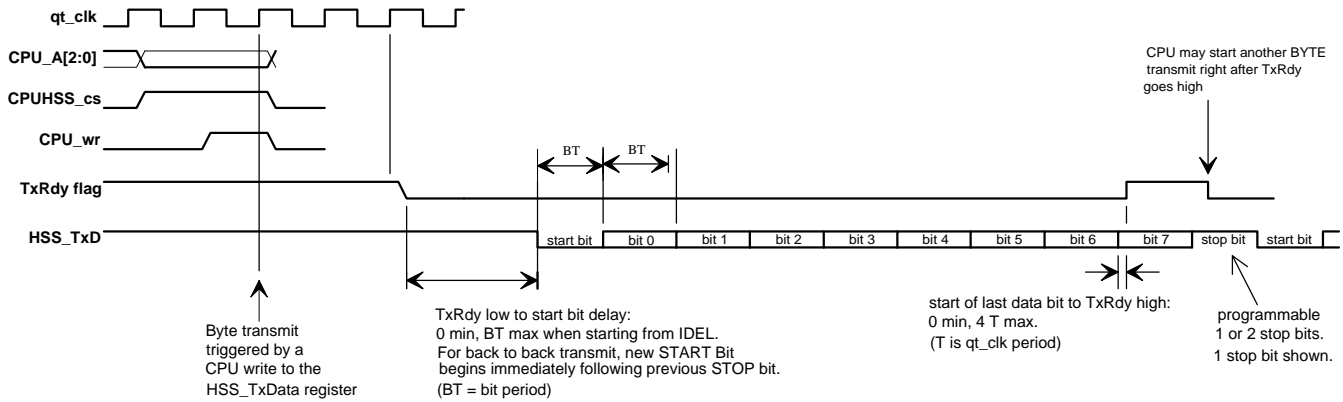 qt_clk
CPU_A[2:0]
CPUHSS_cs
CPU_wr
TxRdy flag
HSS_TxD
CPU may start another BYTE
transmit right after TxRdy
goes high
BT
BT
start bit
bit 0
bit 1
bit 2
bit 3
bit 4
bit 5
bit 6
bit 7
stop bit
start bit
Byte transmit
triggered by a
CPU write to the
HSS_TxData register
TxRdy low to start bit delay:
0 min, BT max when starting from IDEL.
For back to back transmit, new START Bit
begins immediately following previous STOP bit.
(BT = bit period)
start of last data bit to TxRdy high:
0 min, 4 T max.
(T is qt_clk period)
programmable
1 or 2 stop bits.
1 stop bit shown.